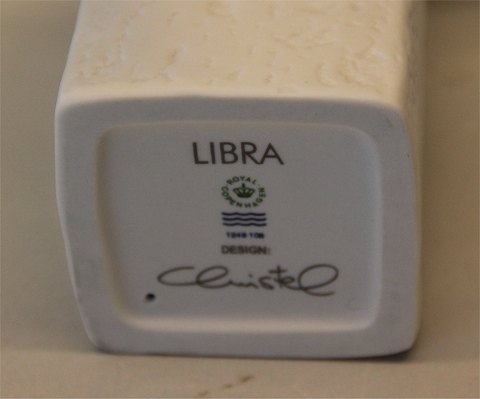 LIBRA
ROYAL
COPENHAGEN
1249 108
DESIGN:
Christel